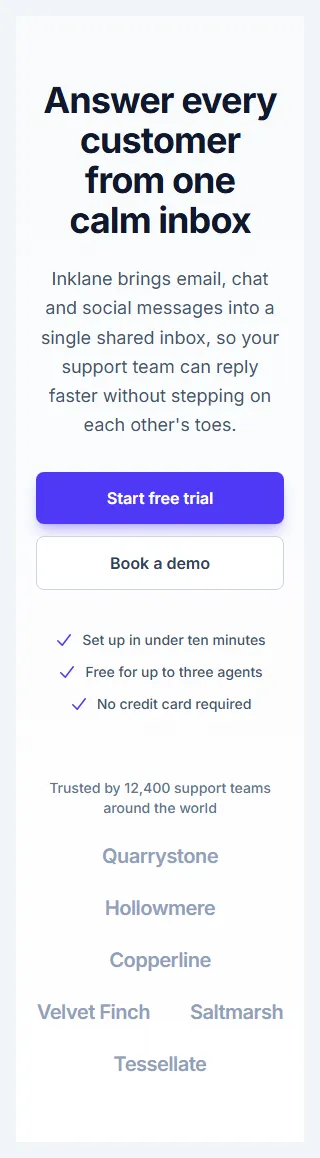 Answer every
customer
from one
calm inbox
Inklane brings email, chat
and social messages into a
single shared inbox, so your
support team can reply
faster without stepping on
each other's toes.
Start free trial
Book a demo
Set up in under ten minutes
Free for up to three agents
No credit card required
Trusted by 12,400 support teams
around the world
Quarrystone
Hollowmere
Copperline
Velvet Finch Saltmarsh
Tessellate